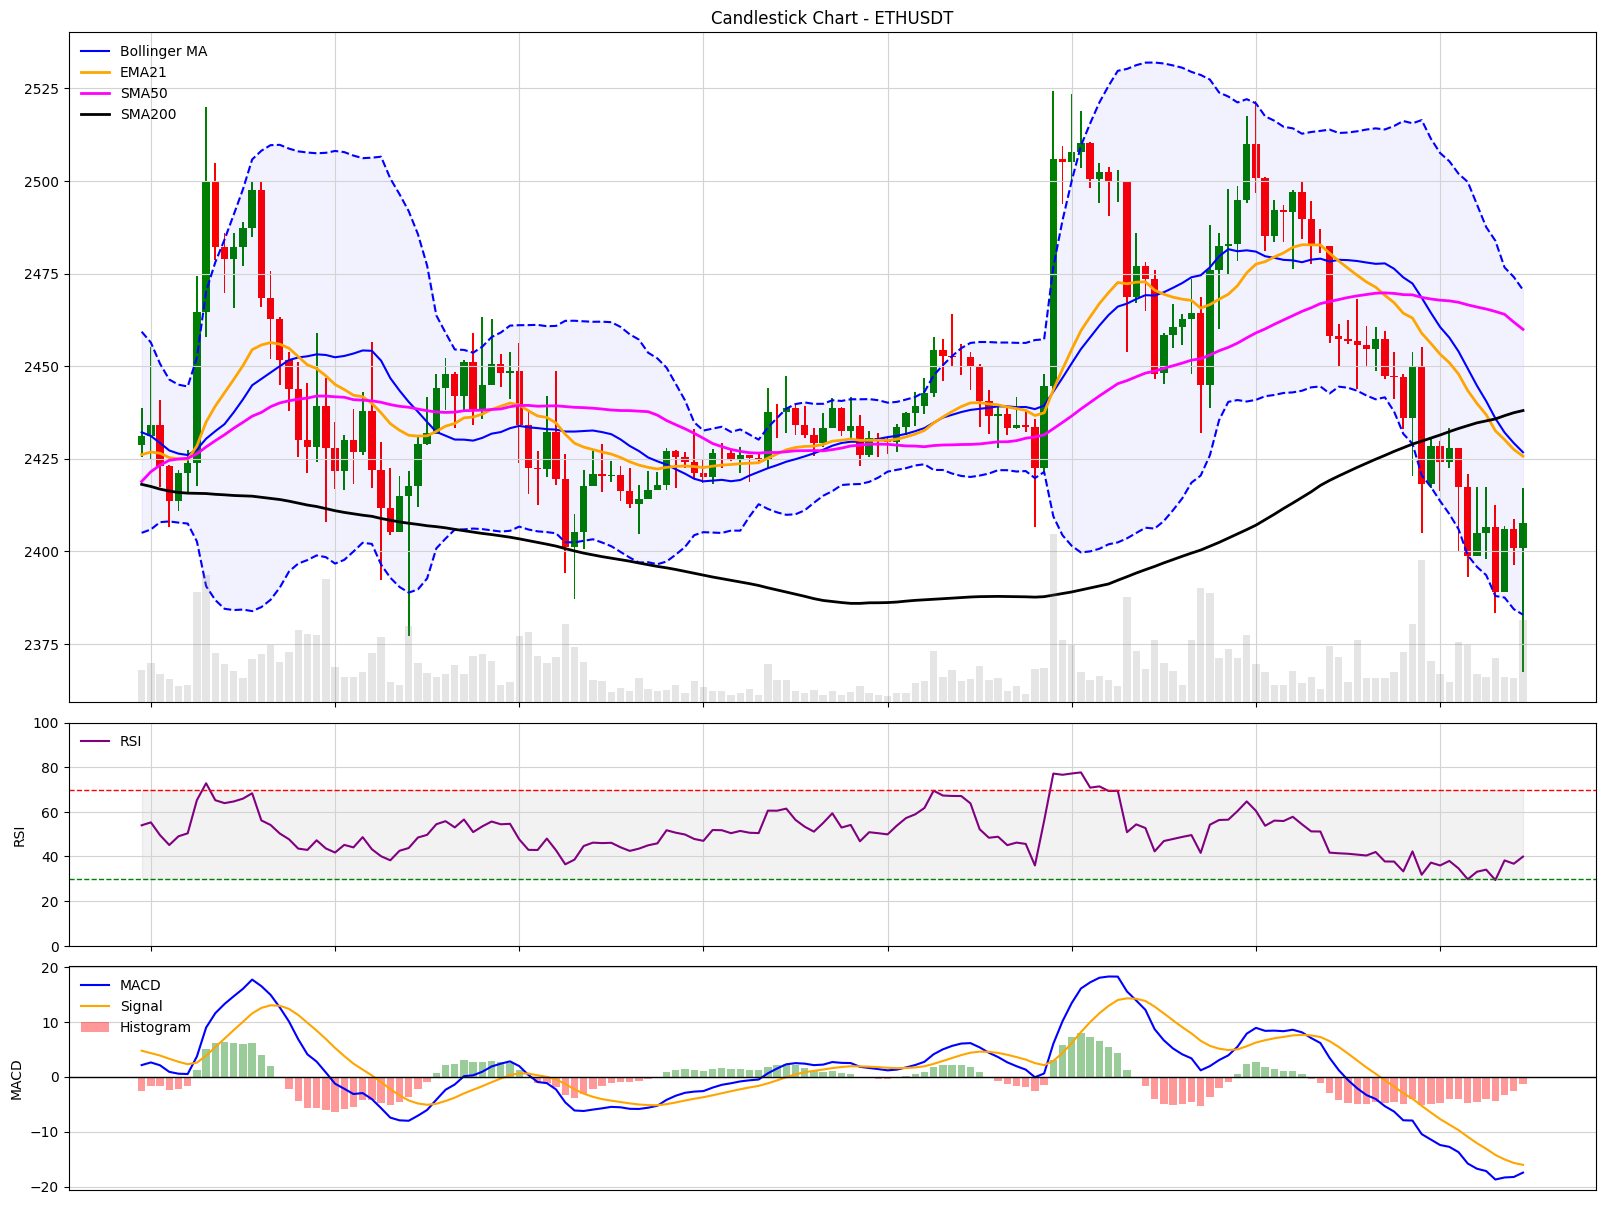 Candlestick Chart - ETHUSDT
Bollinger MA
EMA21
SMA50
SMA200
2525
2500
2475
2450
2425
2400
2375
RSI
100
80
60
40
20
0
RSI
MACD
Signal
Histogram
20
10
0
−10
−20
MACD